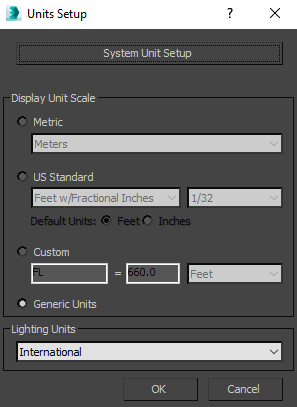 Units Setup
System Unit Setup
Display Unit Scale
Metric
Meters
US Standard
Feet w/Fractional Inches 1/32
Default Units: Feet Inches
Custom
FL = 660.0 Feet
Generic Units
Lighting Units
International
OK Cancel